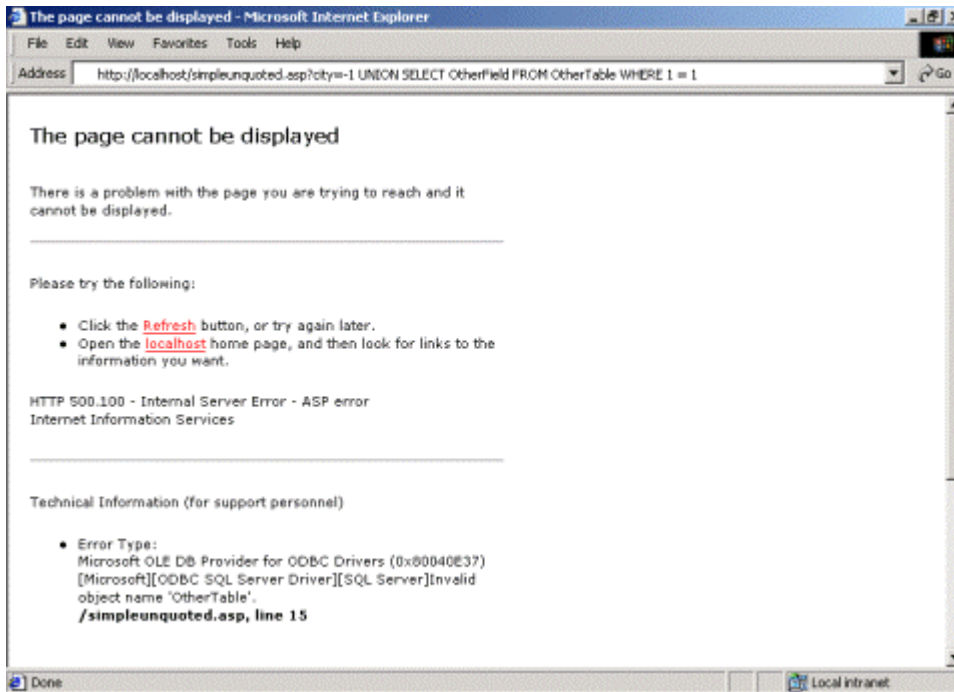 The page cannot be displayed - Microsoft Internet Explorer
File Edit View Favorites Tools Help
Address http://localhost/simpleunquoted.asp?city=-1 UNION SELECT OtherField FROM OtherTable WHERE 1 = 1 Go
The page cannot be displayed
There is a problem with the page you are trying to reach and it
cannot be displayed.
Please try the following:
• Click the Refresh button, or try again later.
• Open the localhost home page, and then look for links to the
information you want.
HTTP 500.100 - Internal Server Error - ASP error
Internet Information Services
Technical Information (for support personnel)
• Error Type:
Microsoft OLE DB Provider for ODBC Drivers (0x80040E37)
[Microsoft][ODBC SQL Server Driver][SQL Server]Invalid
object name 'OtherTable'.
/simpleunquoted.asp, line 15
Done Local intranet